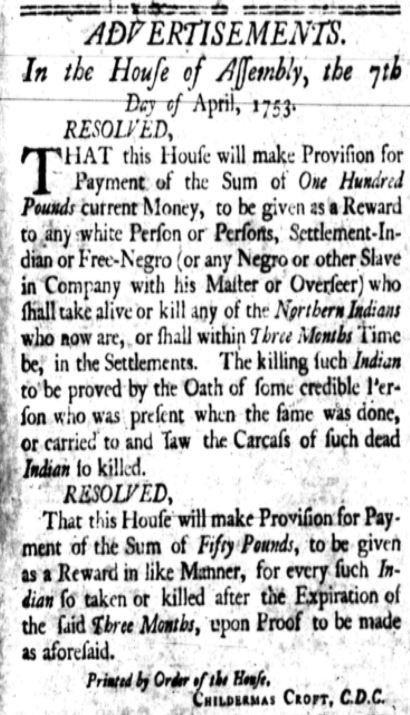 ADVERTISEMENTS.
In the Houſe of Aſſembly, the 7th
Day of April, 1753.
RESOLVED,
THAT this Houſe will make Proviſion for
Payment of the Sum of One Hundred
Pounds current Money, to be given as a Reward
to any white Perſon or Perſons, Settlement-In-
dian or Free-Negro (or any Negro or other Slave
in Company with his Maſter or Overſeer) who
ſhall take alive or kill any of the Northern Indians
who now are, or ſhall within Three Months Time
be, in the Settlements. The killing ſuch Indian
to be proved by the Oath of ſome credible Per-
ſon who was preſent when the ſame was done,
or carried to and ſaw the Carcaſs of ſuch dead
Indian ſo killed.
RESOLVED,
That this Houſe will make Proviſion for Pay-
ment of the Sum of Fifty Pounds, to be given
as a Reward in like Manner, for every ſuch In-
dian ſo taken or killed after the Expiration of
the ſaid Three Months, upon Proof to be made
as aforeſaid.
Printed by Order of the Houſe,
CHILDERMAS CROFT, C.D.C.